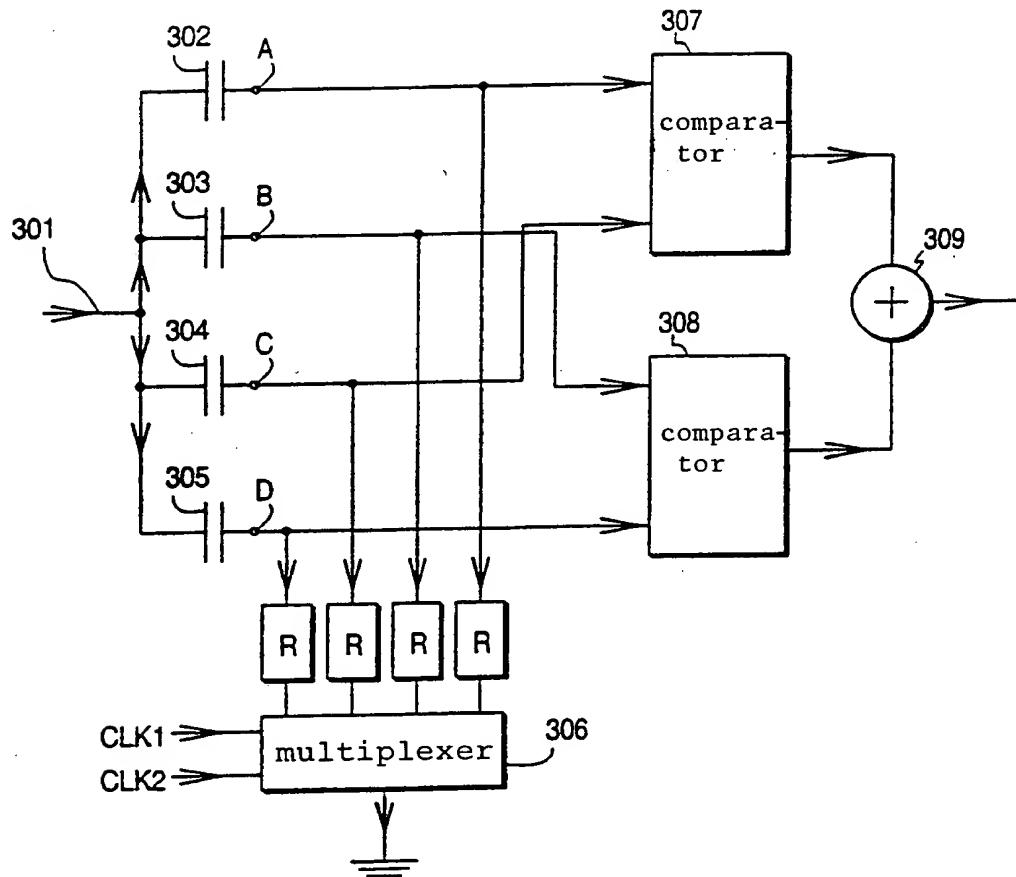 302
A
307
compara-
tor
303
B
301
309
+
304
C
308
compara-
tor
305
D
R R R R
CLK1
multiplexer
306
CLK2